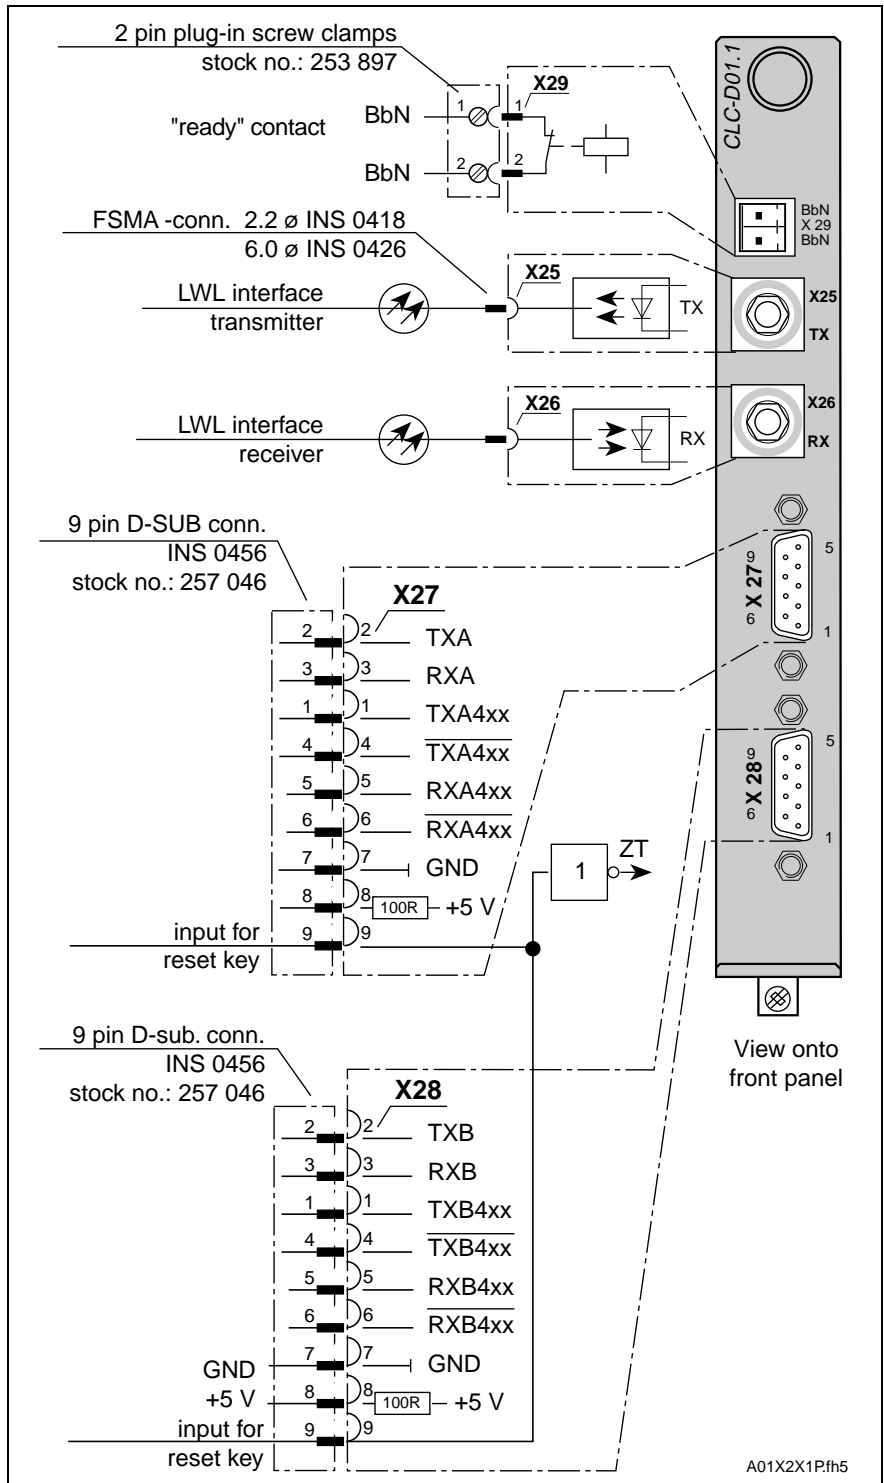 2 pin plug-in screw clamps
stock no.: 253 897
"ready" contact
BbN
1
1
X29
BbN
2
2
FSMA -conn. 2.2 ø INS 0418
6.0 ø INS 0426
LWL interface
transmitter
X25
TX
LWL interface
receiver
X26
RX
CLC-D01.1
BbN
X 29
BbN
X25
TX
X26
RX
9
5
X 27
6
1
9
5
X 28
6
1
View onto
front panel
9 pin D-SUB conn.
INS 0456
stock no.: 257 046
X27
2 2 TXA
3 3 RXA
1 1 TXA4xx
4 4 TXA4xx
5 5 RXA4xx
6 6 RXA4xx
7 7 GND
8 8 100R +5 V
input for
reset key
9 9
1
ZT
9 pin D-sub. conn.
INS 0456
stock no.: 257 046
X28
2 2 TXB
3 3 RXB
1 1 TXB4xx
4 4 TXB4xx
5 5 RXB4xx
6 6 RXB4xx
GND 7 7 GND
+5 V 8 8 100R +5 V
input for
reset key
9 9
A01X2X1P.fh5